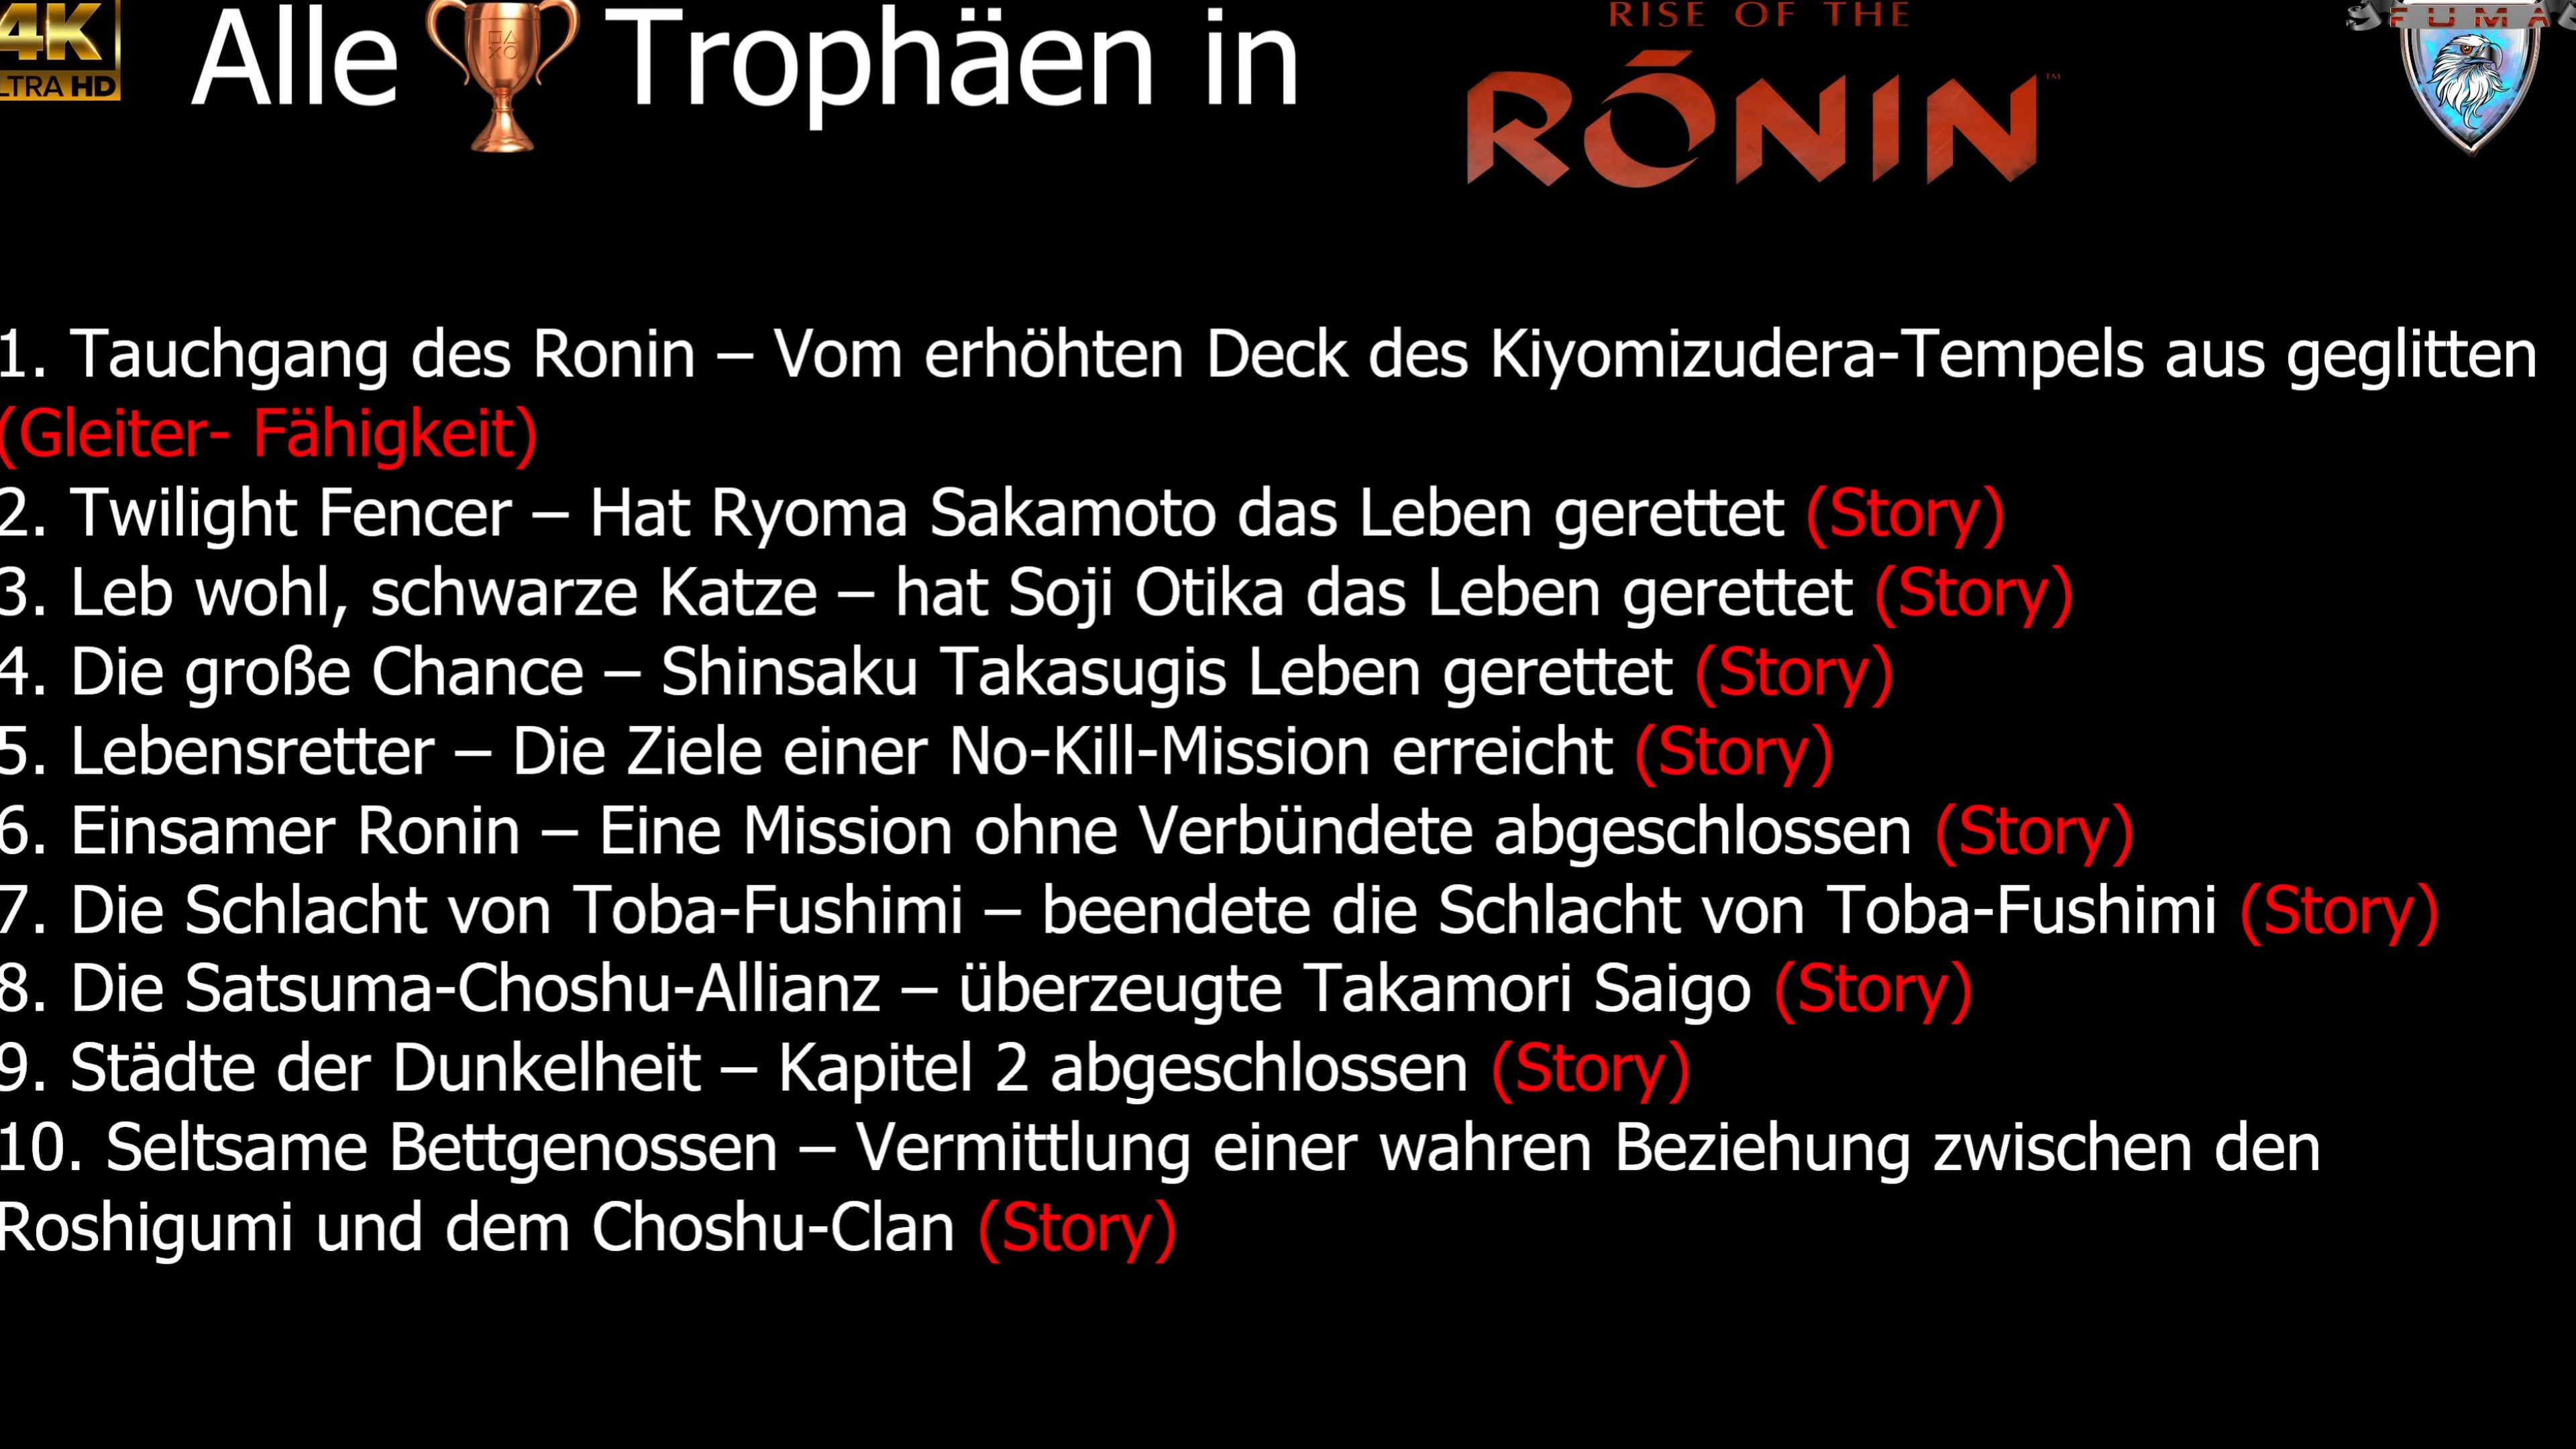 4K
ULTRA HD
Alle Trophäen in
RISE OF THE
RŌNIN™
FUMA
1. Tauchgang des Ronin – Vom erhöhten Deck des Kiyomizudera-Tempels aus geglitten
(Gleiter- Fähigkeit)
2. Twilight Fencer – Hat Ryoma Sakamoto das Leben gerettet (Story)
3. Leb wohl, schwarze Katze – hat Soji Otika das Leben gerettet (Story)
4. Die große Chance – Shinsaku Takasugis Leben gerettet (Story)
5. Lebensretter – Die Ziele einer No-Kill-Mission erreicht (Story)
6. Einsamer Ronin – Eine Mission ohne Verbündete abgeschlossen (Story)
7. Die Schlacht von Toba-Fushimi – beendete die Schlacht von Toba-Fushimi (Story)
8. Die Satsuma-Choshu-Allianz – überzeugte Takamori Saigo (Story)
9. Städte der Dunkelheit – Kapitel 2 abgeschlossen (Story)
10. Seltsame Bettgenossen – Vermittlung einer wahren Beziehung zwischen den
Roshigumi und dem Choshu-Clan (Story)